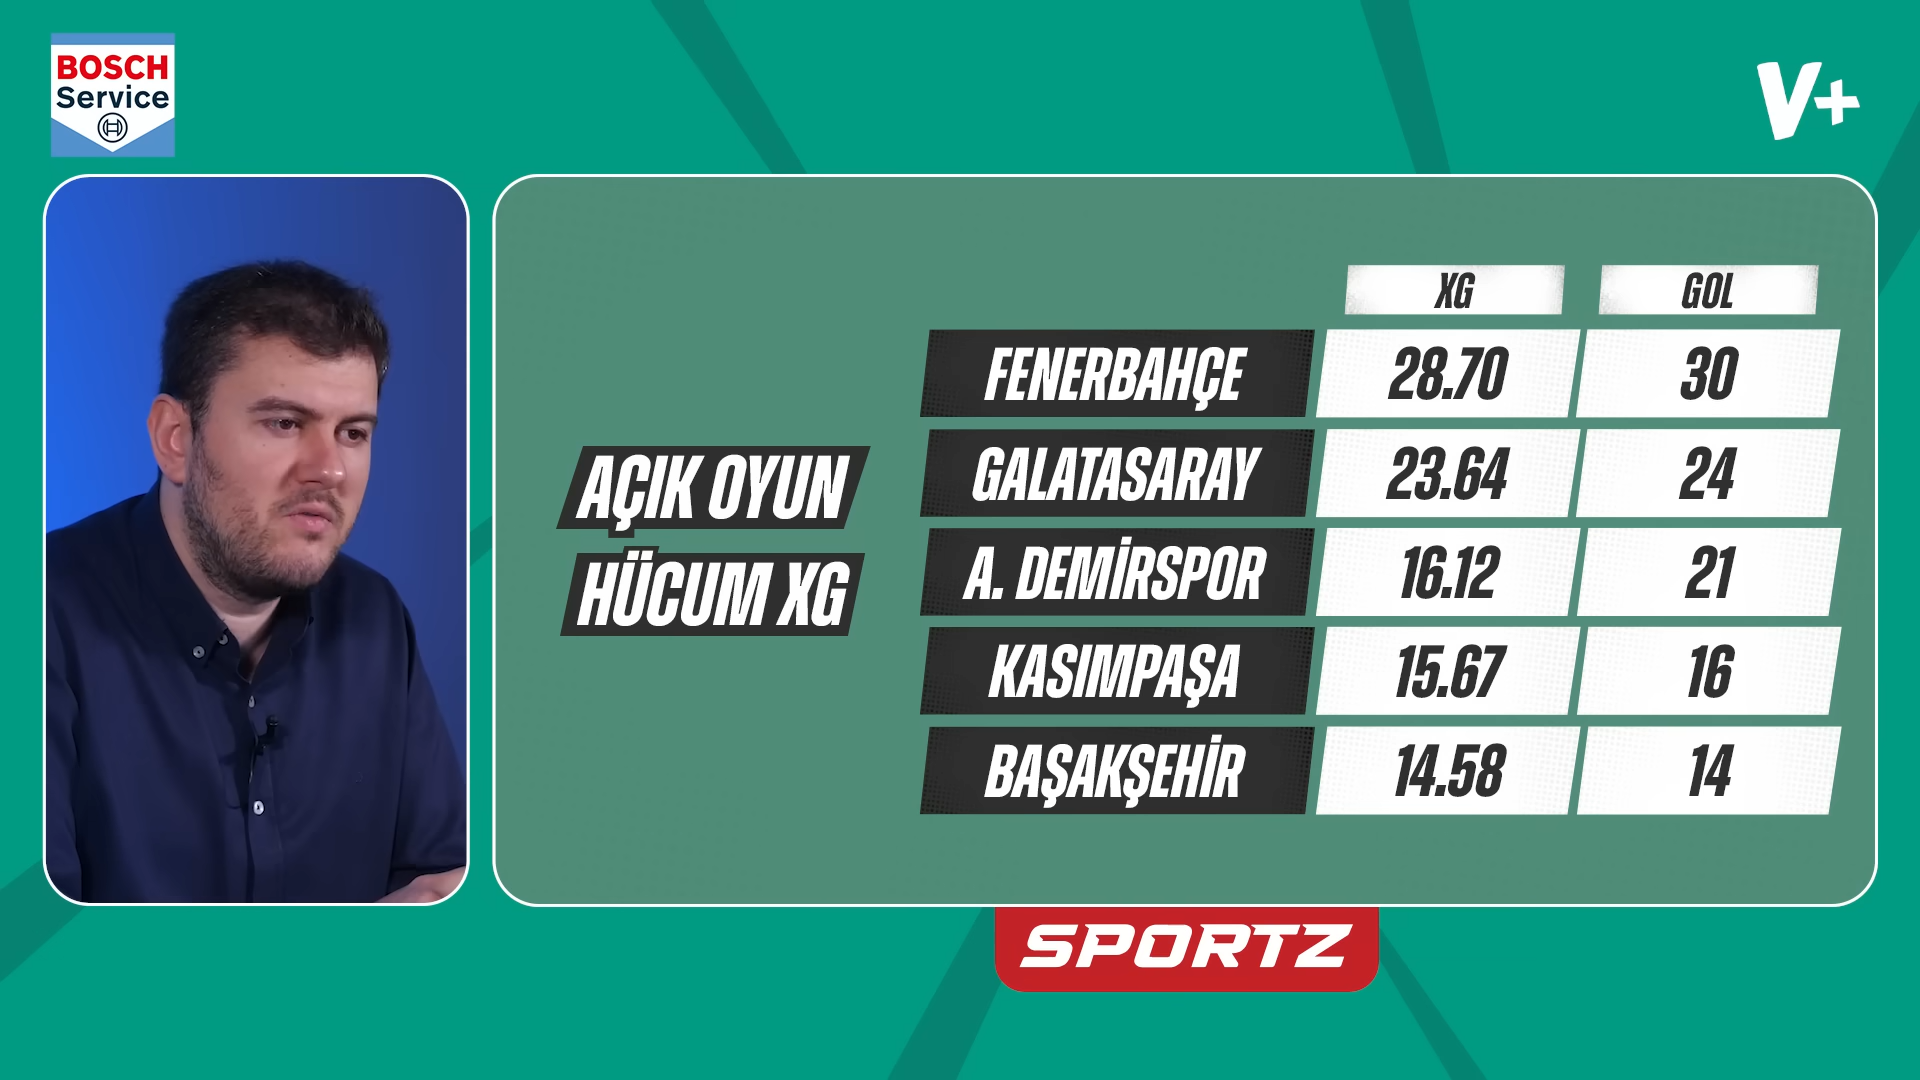 BOSCH
Service
V+
XG GOL
FENERBAHÇE 28.70 30
GALATASARAY 23.64 24
AÇIK OYUN
HÜCUM XG
A. DEMİRSPOR 16.12 21
KASIMPAŞA 15.67 16
BAŞAKŞEHİR 14.58 14
SPORTZ